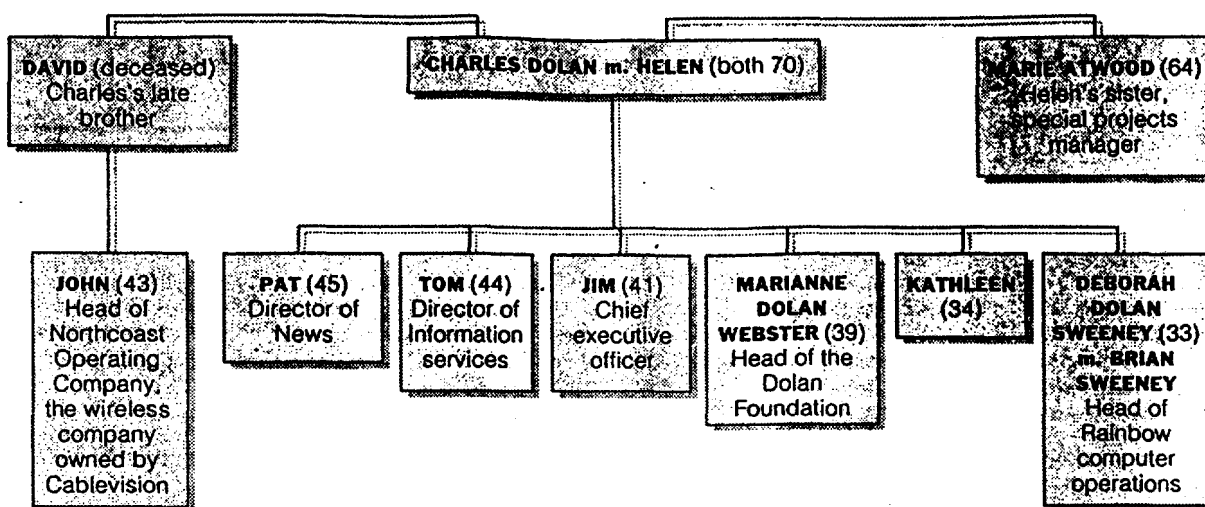 DAVID (deceased)
Charles's late
brother
CHARLES DOLAN m. HELEN (both 70)
MARIE ATWOOD (64)
Helen's sister,
special projects
manager
JOHN (43)
Head of
Northcoast
Operating
Company,
the wireless
company
owned by
Cablevision
PAT (45)
Director of
News
TOM (44)
Director of
Information
services
JIM (41)
Chief
executive
officer
MARIANNE
DOLAN
WEBSTER (39)
Head of the
Dolan
Foundation
KATHLEEN
(34)
DEBORAH
DOLAN
SWEENEY (33)
m. BRIAN
SWEENEY
Head of
Rainbow
computer
operations